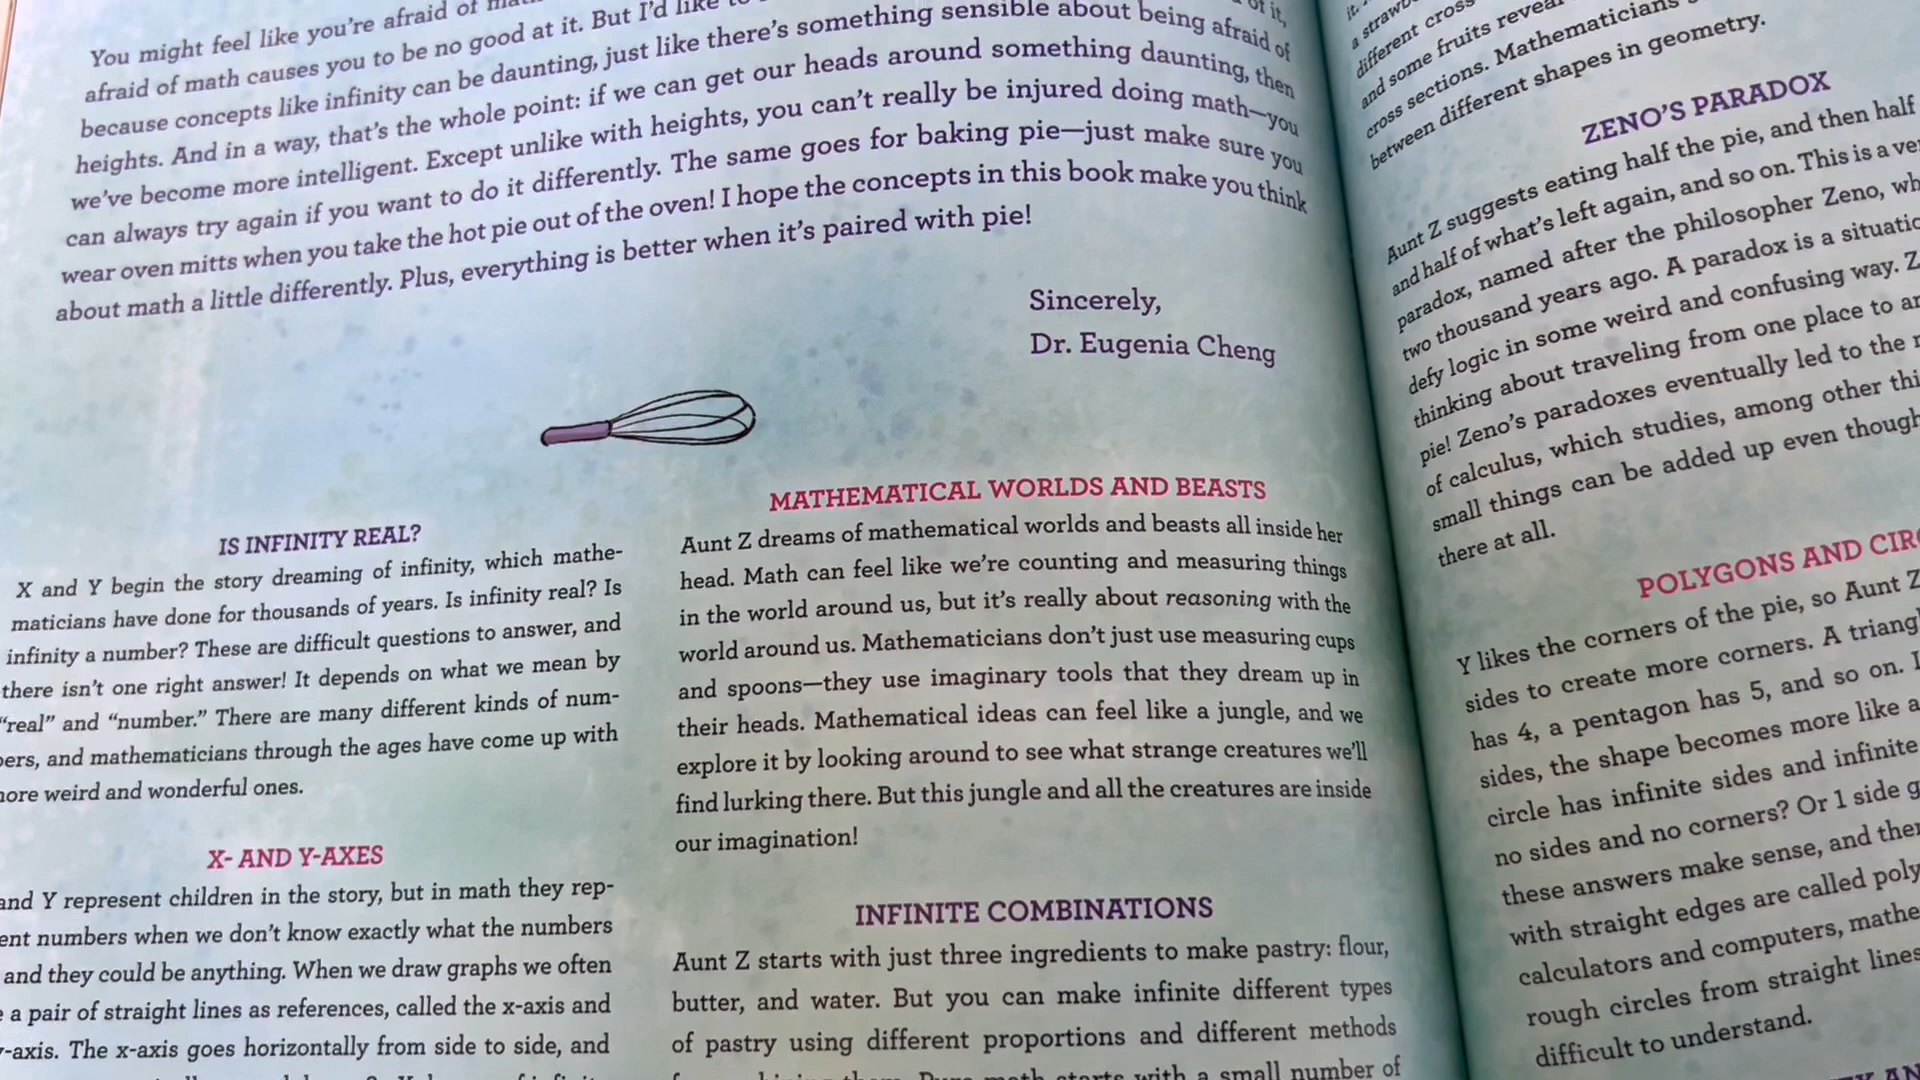 You might feel like you're afraid of
afraid of math causes you to be no good at it. But I'd like
because concepts like infinity can be daunting, just like there's something sensible about being afraid of
heights. And in a way, that's the whole point: if we can get our heads around something daunting, then
we've become more intelligent. Except unlike with heights, you can't really be injured doing math—you
can always try again if you want to do it differently. The same goes for baking pie—just make sure you
wear oven mitts when you take the hot pie out of the oven! I hope the concepts in this book make you think
about math a little differently. Plus, everything is better when it's paired with pie!
Sincerely,
Dr. Eugenia Cheng
IS INFINITY REAL?
X and Y begin the story dreaming of infinity, which mathe-
maticians have done for thousands of years. Is infinity real? Is
infinity a number? These are difficult questions to answer, and
there isn't one right answer! It depends on what we mean by
"real" and "number." There are many different kinds of num-
and mathematicians through the ages have come up with
weird and wonderful ones.
X- AND Y-AXES
and Y represent children in the story, but in math they rep-
numbers when we don't know exactly what the numbers
and they could be anything. When we draw graphs we often
a pair of straight lines as references, called the x-axis and
The x-axis goes horizontally from side to side, and
MATHEMATICAL WORLDS AND BEASTS
Aunt Z dreams of mathematical worlds and beasts all inside her
head. Math can feel like we're counting and measuring things
in the world around us, but it's really about reasoning with the
world around us. Mathematicians don't just use measuring cups
and spoons—they use imaginary tools that they dream up in
their heads. Mathematical ideas can feel like a jungle, and we
explore it by looking around to see what strange creatures we'll
find lurking there. But this jungle and all the creatures are inside
our imagination!
INFINITE COMBINATIONS
Aunt Z starts with just three ingredients to make pastry: flour,
butter, and water. But you can make infinite different types
of pastry using different proportions and different methods
starts with a small number of
different cross
and some fruits reveal
cross sections. Mathematicians
between different shapes in geometry.
ZENO'S PARADOX
Aunt Z suggests eating half the pie, and then half
and half of what's left again, and so on. This is a
paradox, named after the philosopher Zeno,
two thousand years ago. A paradox is a
defy logic in some weird and confusing way.
thinking about traveling from one place to
pie! Zeno's paradoxes eventually led to the
of calculus, which studies, among other
small things can be added up even though
there at all.
POLYGONS AND
Y likes the corners of the pie, so Aunt Z
sides to create more corners. A
has 4, a pentagon has 5, and so on.
sides, the shape becomes more like a
circle has infinite sides and infinite
no sides and no corners? Or 1 side
these answers make sense, and
with straight edges are called
calculators and computers,
rough circles from straight lines
difficult to understand.